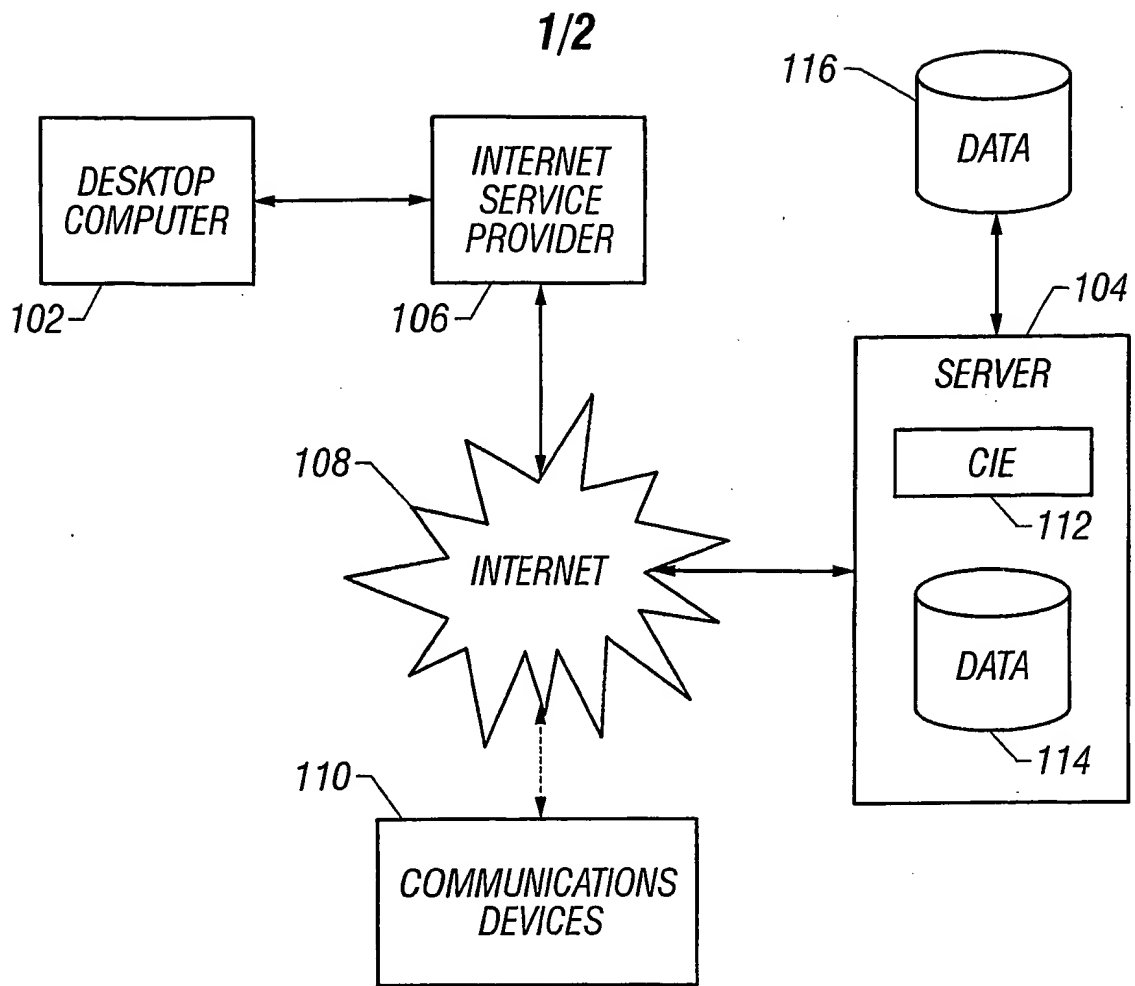 1/2
116
DATA
DESKTOP
COMPUTER
102
INTERNET
SERVICE
PROVIDER
106
104
SERVER
CIE
112
DATA
114
108
INTERNET
110
COMMUNICATIONS
DEVICES